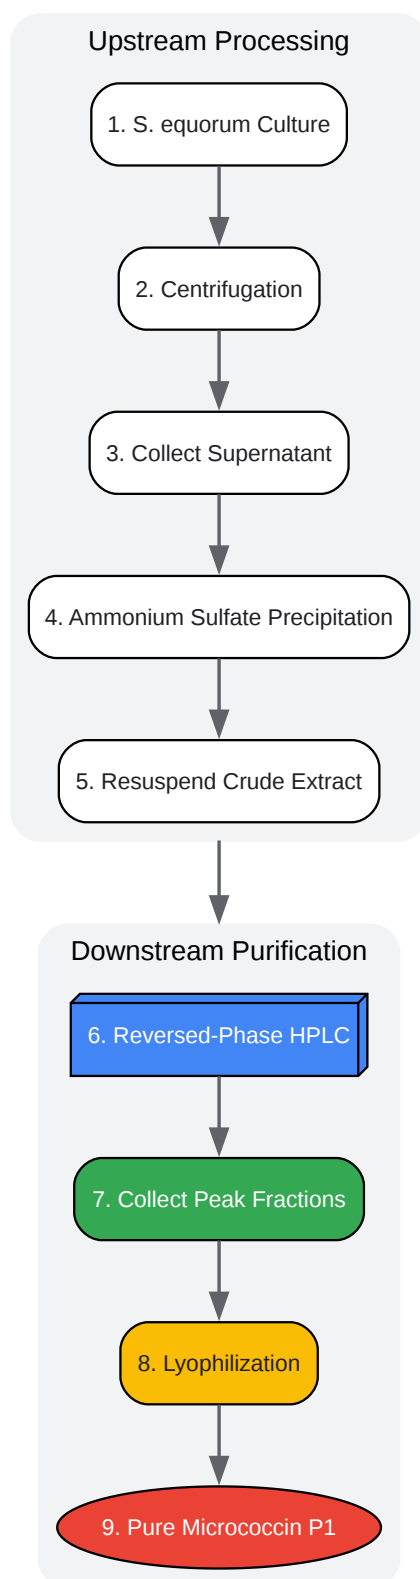 Upstream Processing
1. S. equorum Culture
2. Centrifugation
3. Collect Supernatant
4. Ammonium Sulfate Precipitation
5. Resuspend Crude Extract
Downstream Purification
6. Reversed-Phase HPLC
7. Collect Peak Fractions
8. Lyophilization
9. Pure Micrococcin P1